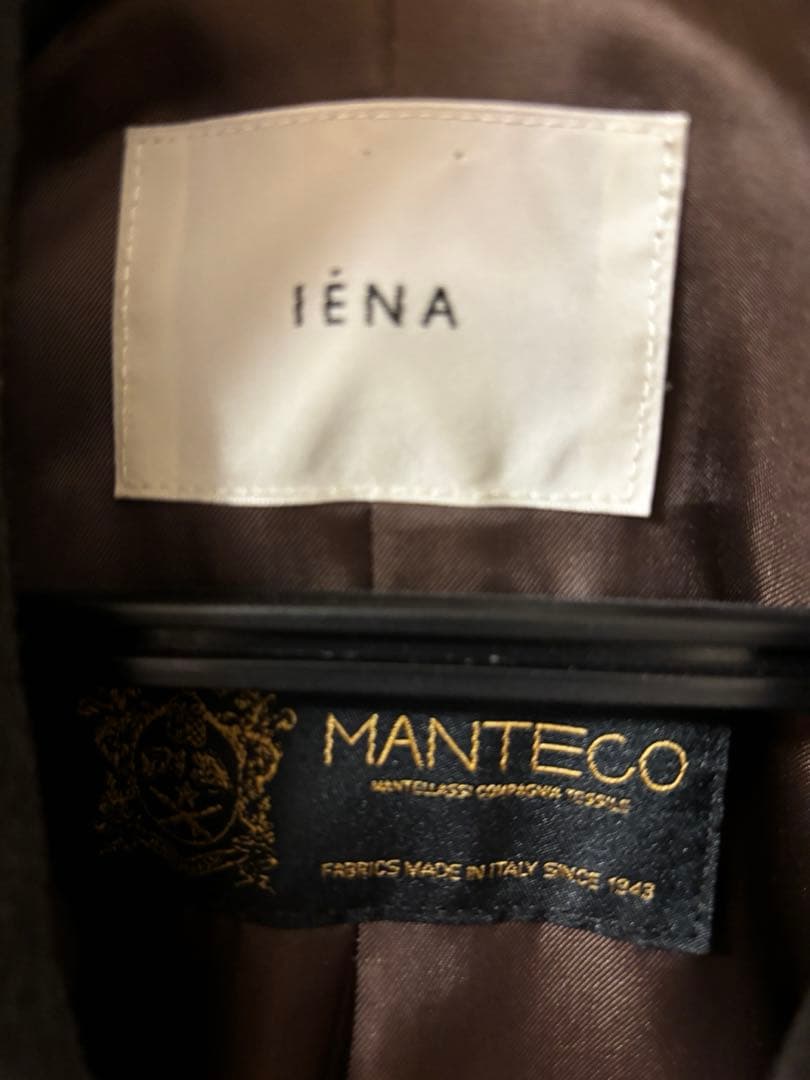 IÉNA
MANTECO
MANTELLASSI COMPAGNIA TESSILE
FABRICS MADE IN ITALY SINCE 1943